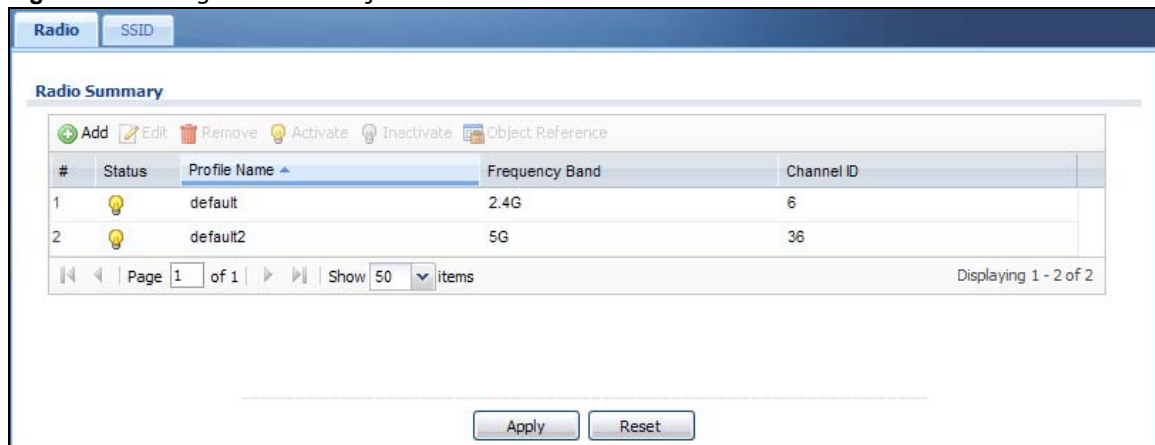 Radio SSID
Radio Summary
Add Edit Remove Activate Inactivate Object Reference
# Status Profile Name Frequency Band Channel ID
1 default 2.4G 6
2 default2 5G 36
Page 1 of 1 Show 50 items Displaying 1 - 2 of 2
Apply Reset